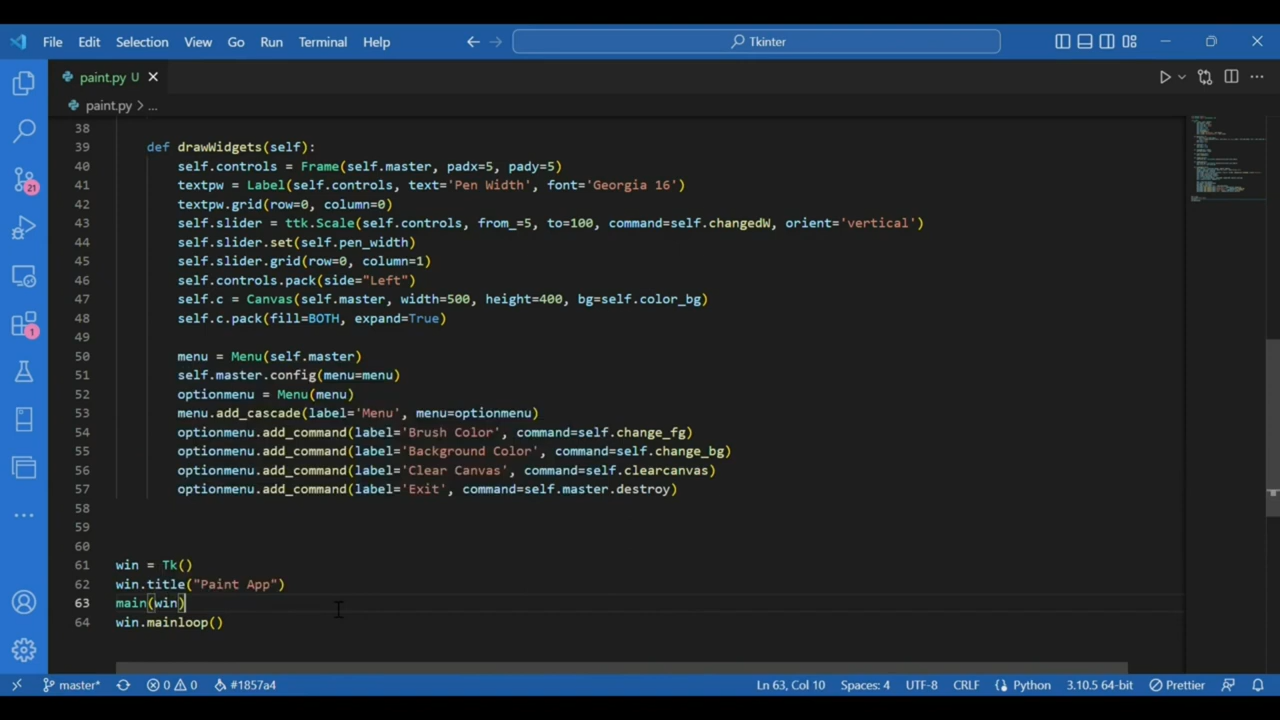 File Edit Selection View Go Run Terminal Help Tkinter
paint.py U
paint.py > ...
38
39 def drawWidgets(self):
40 self.controls = Frame(self.master, padx=5, pady=5)
41 textpw = Label(self.controls, text='Pen Width', font='Georgia 16')
42 textpw.grid(row=0, column=0)
43 self.slider = ttk.Scale(self.controls, from_=5, to=100, command=self.changedW, orient='vertical')
44 self.slider.set(self.pen_width)
45 self.slider.grid(row=0, column=1)
46 self.controls.pack(side="Left")
47 self.c = Canvas(self.master, width=500, height=400, bg=self.color_bg)
48 self.c.pack(fill=BOTH, expand=True)
49
50 menu = Menu(self.master)
51 self.master.config(menu=menu)
52 optionmenu = Menu(menu)
53 menu.add_cascade(label='Menu', menu=optionmenu)
54 optionmenu.add_command(label='Brush Color', command=self.change_fg)
55 optionmenu.add_command(label='Background Color', command=self.change_bg)
56 optionmenu.add_command(label='Clear Canvas', command=self.clearcanvas)
57 optionmenu.add_command(label='Exit', command=self.master.destroy)
58
59
60
61 win = Tk()
62 win.title("Paint App")
63 main(win)
64 win.mainloop()
21
1
master* 0 0 #1857a4 Ln 63, Col 10 Spaces: 4 UTF-8 CRLF Python 3.10.5 64-bit Prettier